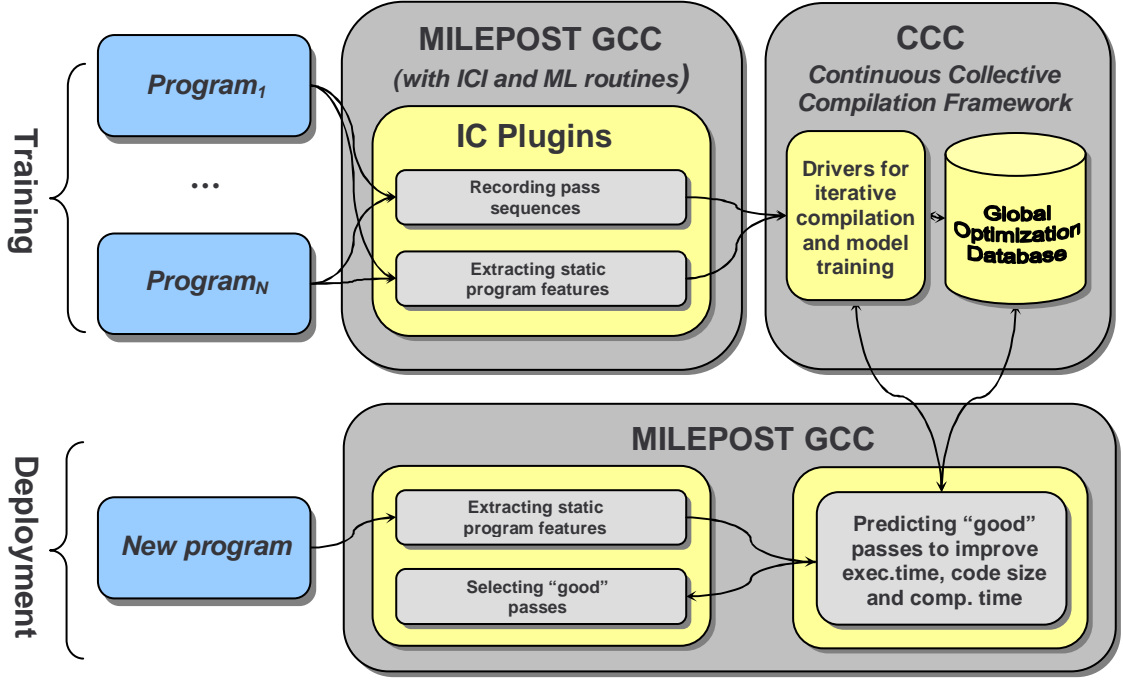 Training
Program1
...
ProgramN
MILEPOST GCC
(with ICI and ML routines)
IC Plugins
Recording pass
sequences
Extracting static
program features
CCC
Continuous Collective
Compilation Framework
Drivers for
iterative
compilation
and model
training
Global
Optimization
Database
Deployment
New program
MILEPOST GCC
Extracting static
program features
Selecting “good”
passes
Predicting “good”
passes to improve
exec.time, code size
and comp. time